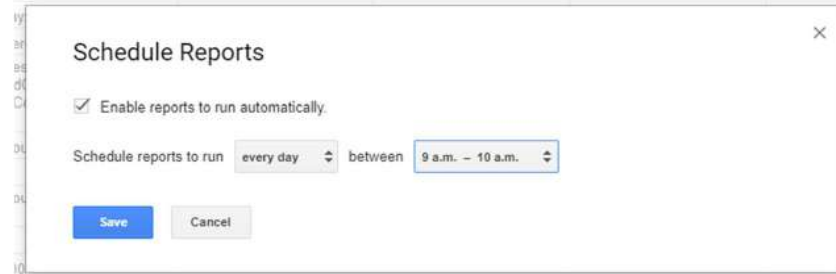 Schedule Reports
Enable reports to run automatically.
Schedule reports to run every day between 9 a.m. – 10 a.m.
Save Cancel